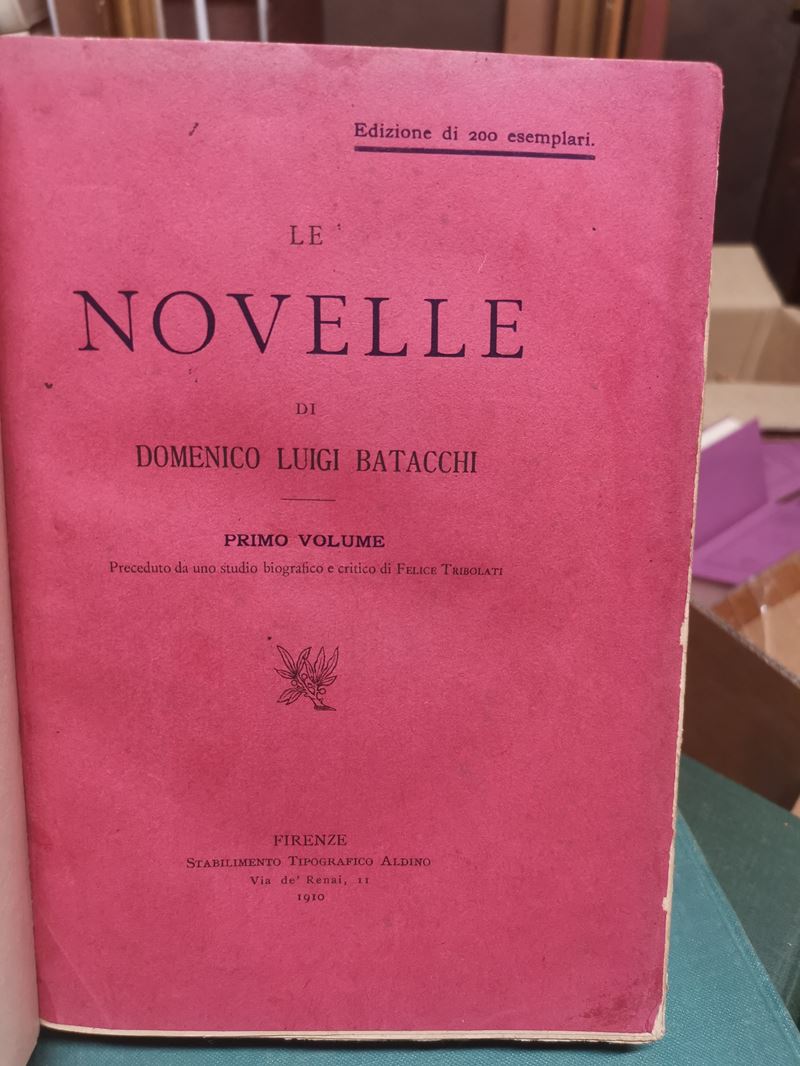 Edizione di 200 esemplari.
LE
NOVELLE
DI
DOMENICO LUIGI BATACCHI
PRIMO VOLUME
Preceduto da uno studio biografico e critico di FELICE TRIBOLATI
FIRENZE
STABILIMENTO TIPOGRAFICO ALDINO
Via de' Renai, 11
1910